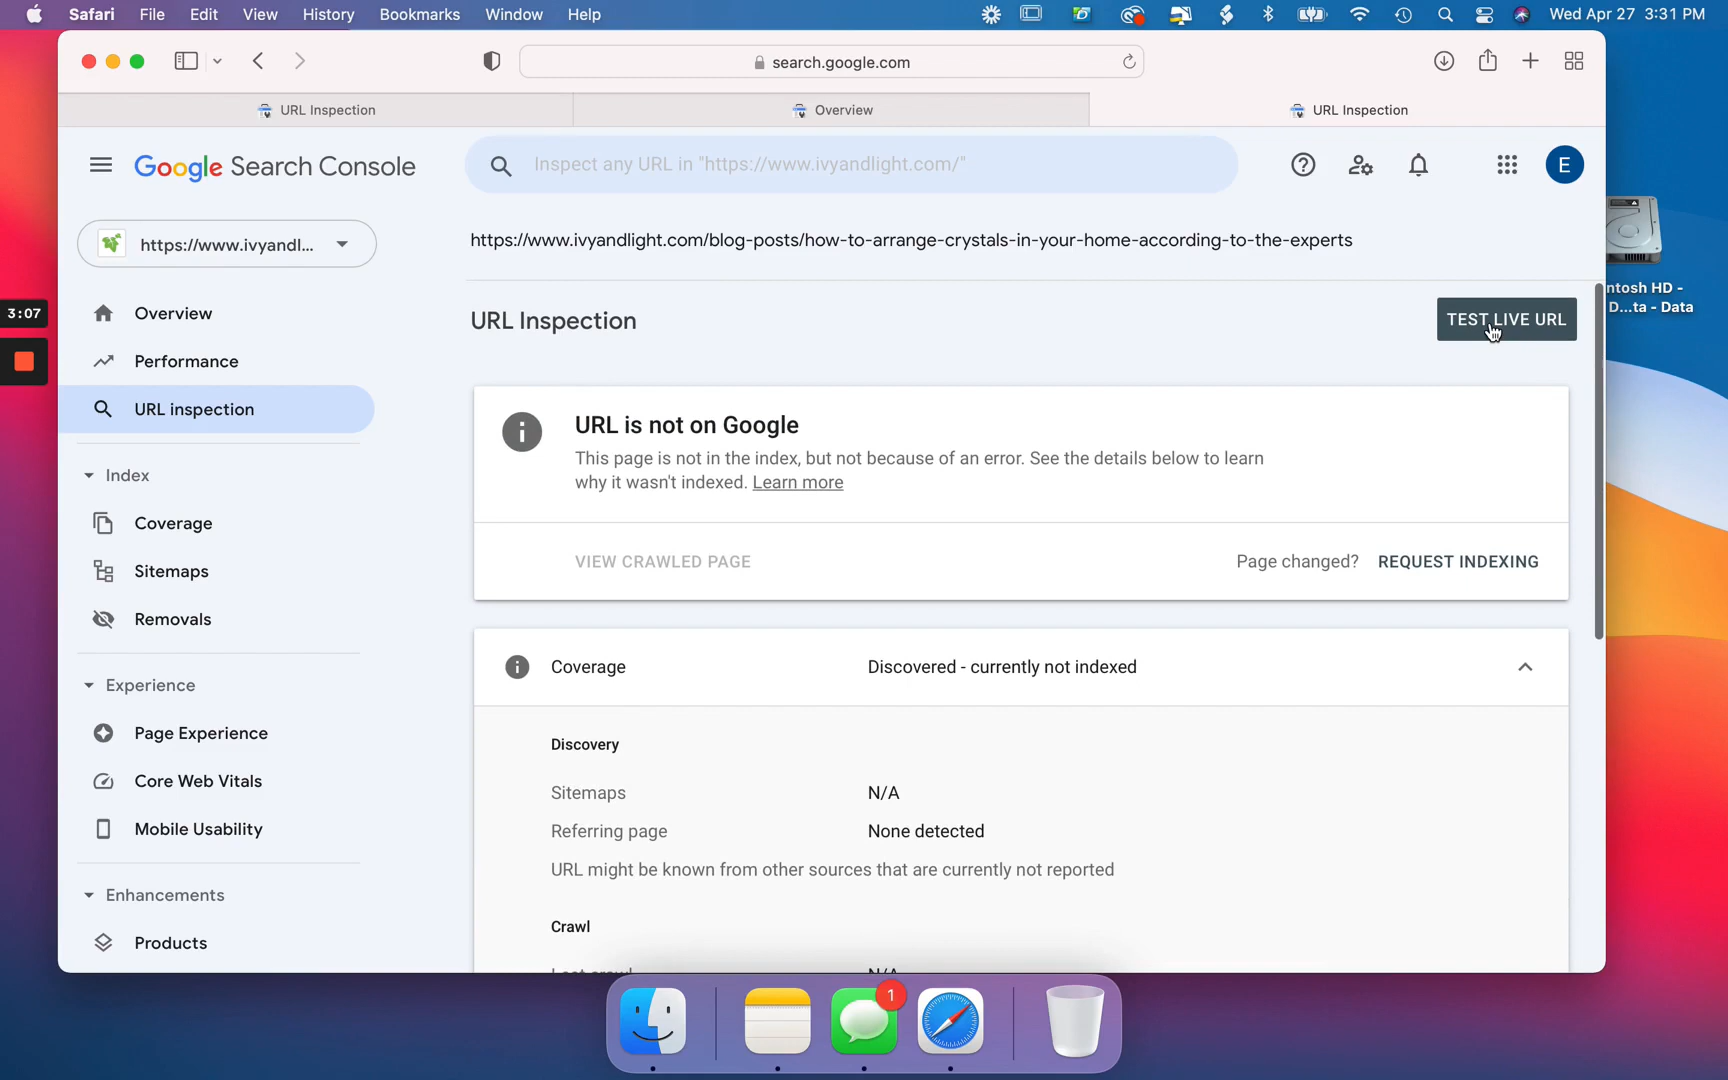 Safari File Edit View History Bookmarks Window Help Wed Apr 27 3:31 PM
search.google.com
URL Inspection
Overview
URL Inspection
Google Search Console
Inspect any URL in "https://www.ivyandlight.com/"
E
https://www.ivyandl...
https://www.ivyandlight.com/blog-posts/how-to-arrange-crystals-in-your-home-according-to-the-experts
ntosh HD -
D...ta - Data
3:07
Overview
Performance
URL inspection
Index
Coverage
Sitemaps
Removals
Experience
Page Experience
Core Web Vitals
Mobile Usability
Enhancements
Products
URL Inspection
TEST LIVE URL
URL is not on Google
This page is not in the index, but not because of an error. See the details below to learn
why it wasn't indexed. Learn more
VIEW CRAWLED PAGE
Page changed? REQUEST INDEXING
Coverage Discovered - currently not indexed
Discovery
Sitemaps N/A
Referring page None detected
URL might be known from other sources that are currently not reported
Crawl
Last crawl N/A
1